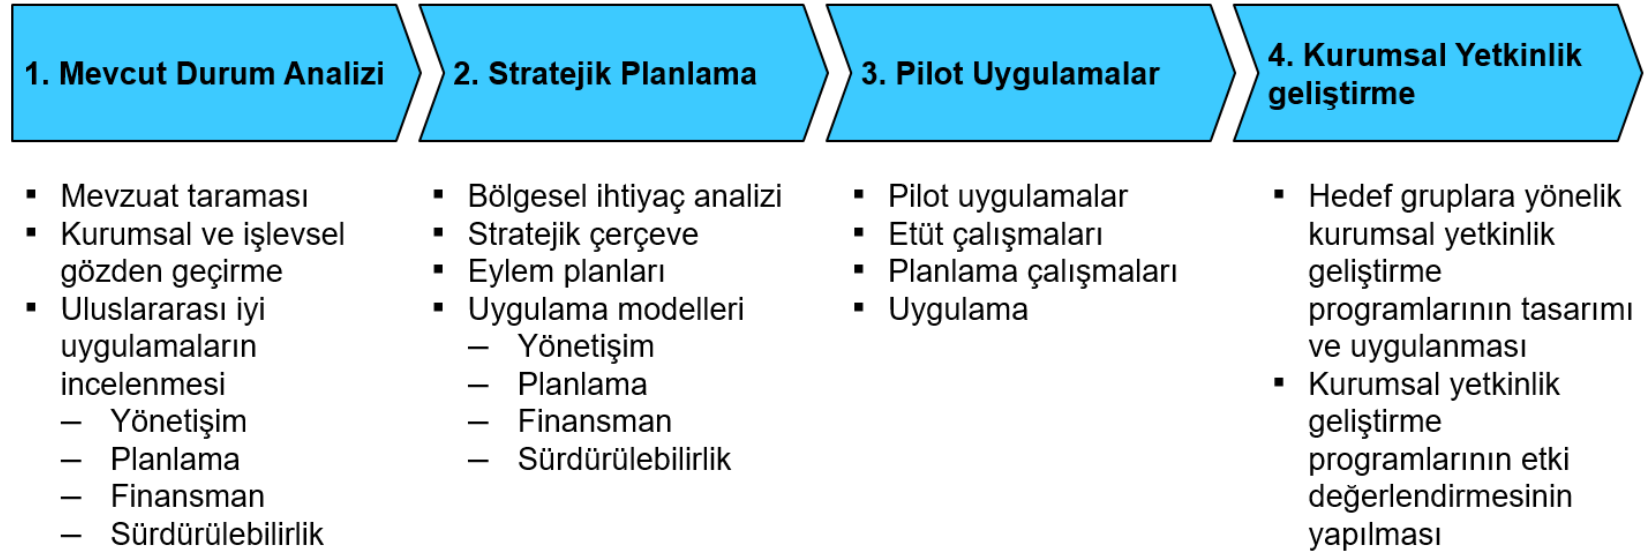 1. Mevcut Durum Analizi
▪ Mevzuat taraması
▪ Kurumsal ve işlevsel
gözden geçirme
▪ Uluslararası iyi
uygulamaların
incelenmesi
– Yönetişim
– Planlama
– Finansman
– Sürdürülebilirlik
2. Stratejik Planlama
▪ Bölgesel ihtiyaç analizi
▪ Stratejik çerçeve
▪ Eylem planları
▪ Uygulama modelleri
– Yönetişim
– Planlama
– Finansman
– Sürdürülebilirlik
3. Pilot Uygulamalar
▪ Pilot uygulamalar
▪ Etüt çalışmaları
▪ Planlama çalışmaları
▪ Uygulama
4. Kurumsal Yetkinlik
geliştirme
▪ Hedef gruplara yönelik
kurumsal yetkinlik
geliştirme
programlarının tasarımı
ve uygulanması
▪ Kurumsal yetkinlik
geliştirme
programlarının etki
değerlendirmesinin
yapılması